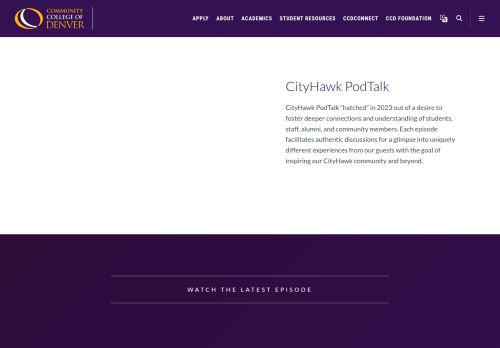 COMMUNITY
COLLEGE OF
DENVER
APPLY ABOUT ACADEMICS STUDENT RESOURCES CCDCONNECT CCD FOUNDATION
CityHawk PodTalk
CityHawk PodTalk "hatched" in 2023 out of a desire to
foster deeper connections and understanding of students,
staff, alumni, and community members. Each episode
facilitates authentic discussions for a glimpse into uniquely
different experiences from our guests with the goal of
inspiring our CityHawk community and beyond.
WATCH THE LATEST EPISODE